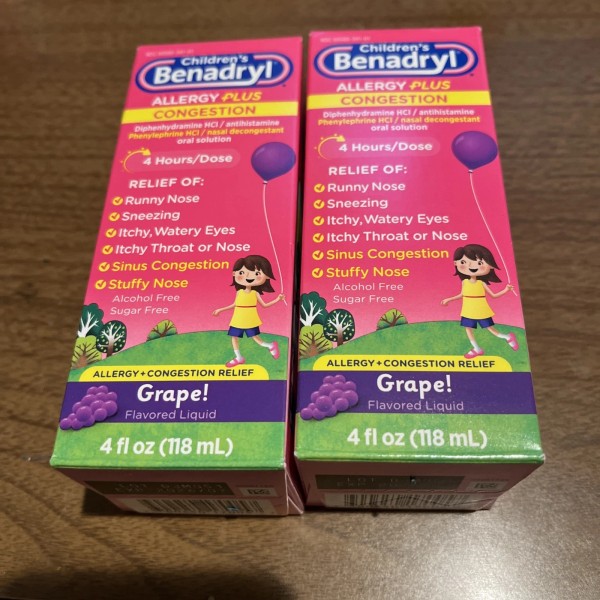 Children's
Benadryl
ALLERGY PLUS
CONGESTION
Diphenhydramine HCl / antihistamine
Phenylephrine HCl / nasal decongestant
oral solution
4 Hours/Dose
RELIEF OF:
Runny Nose
Sneezing
Itchy, Watery Eyes
Itchy Throat or Nose
Sinus Congestion
Stuffy Nose
Alcohol Free
Sugar Free
ALLERGY + CONGESTION RELIEF
Grape!
Flavored Liquid
4 fl oz (118 mL)
Children's
Benadryl
ALLERGY PLUS
CONGESTION
Diphenhydramine HCl / antihistamine
Phenylephrine HCl / nasal decongestant
oral solution
4 Hours/Dose
RELIEF OF:
Runny Nose
Sneezing
Itchy, Watery Eyes
Itchy Throat or Nose
Sinus Congestion
Stuffy Nose
Alcohol Free
Sugar Free
ALLERGY + CONGESTION RELIEF
Grape!
Flavored Liquid
4 fl oz (118 mL)